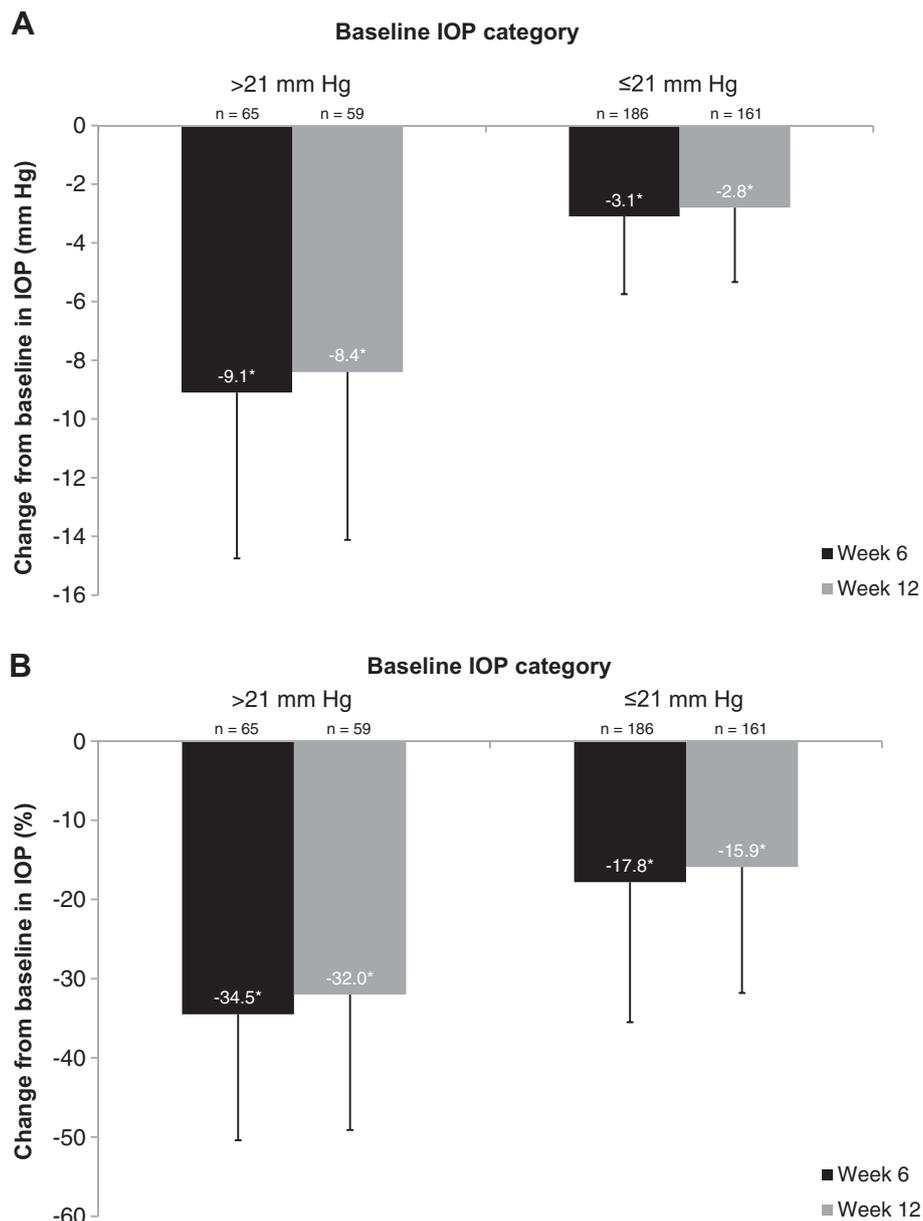 A
Baseline IOP category
>21 mm Hg ≤21 mm Hg
n = 65 n = 59 n = 186 n = 161
Change from baseline in IOP (mm Hg)
0
-2
-4
-6
-8
-10
-12
-14
-16
-9.1*
-8.4*
-3.1*
-2.8*
Week 6
Week 12
B
Baseline IOP category
>21 mm Hg ≤21 mm Hg
n = 65 n = 59 n = 186 n = 161
Change from baseline in IOP (%)
0
-10
-20
-30
-40
-50
-60
-34.5*
-32.0*
-17.8*
-15.9*
Week 6
Week 12